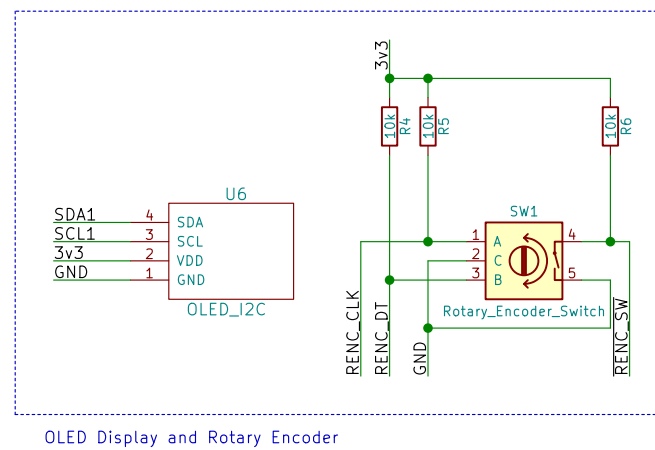 3v3
10k
R4
10k
R5
10k
R6
U6
SDA1
4
SDA
SCL1
3
SCL
3v3
2
VDD
GND
1
GND
OLED_I2C
SW1
1
A
4
2
C
3
B
5
Rotary_Encoder_Switch
RENC_CLK
RENC_DT
GND
RENC_SW
OLED Display and Rotary Encoder